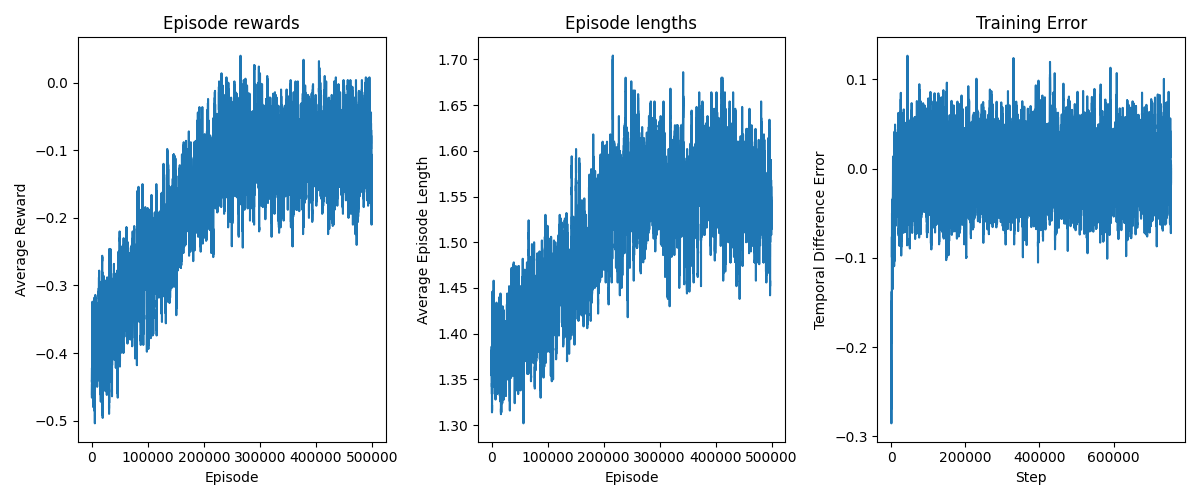 Episode rewards
Average Reward
0.0
−0.1
−0.2
−0.3
−0.4
−0.5
0 100000 200000 300000 400000 500000
Episode
Episode lengths
Average Episode Length
1.70
1.65
1.60
1.55
1.50
1.45
1.40
1.35
1.30
0 100000 200000 300000 400000 500000
Episode
Training Error
Temporal Difference Error
0.1
0.0
−0.1
−0.2
−0.3
0 200000 400000 600000
Step